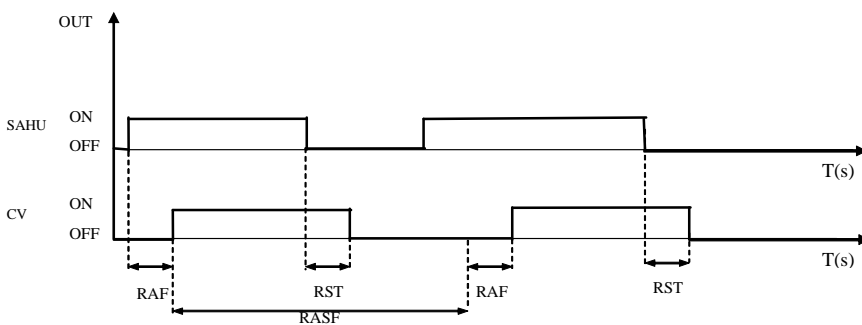 OUT
ON
SAHU
OFF
T(s)
ON
CV
OFF
T(s)
RAF
RST
RAF
RST
RASF